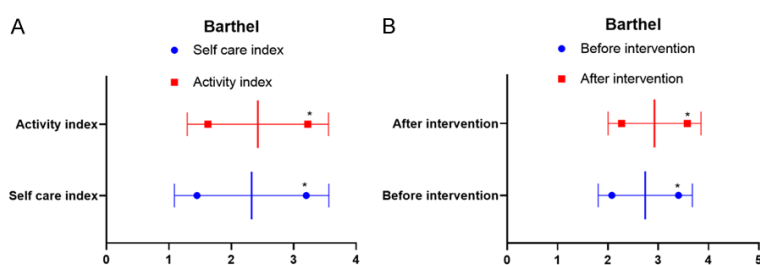 A
Barthel
Self care index
Activity index
*
Activity index
*
Self care index
0 1 2 3 4
B
Barthel
Before intervention
After intervention
*
After intervention
*
Before intervention
0 1 2 3 4 5